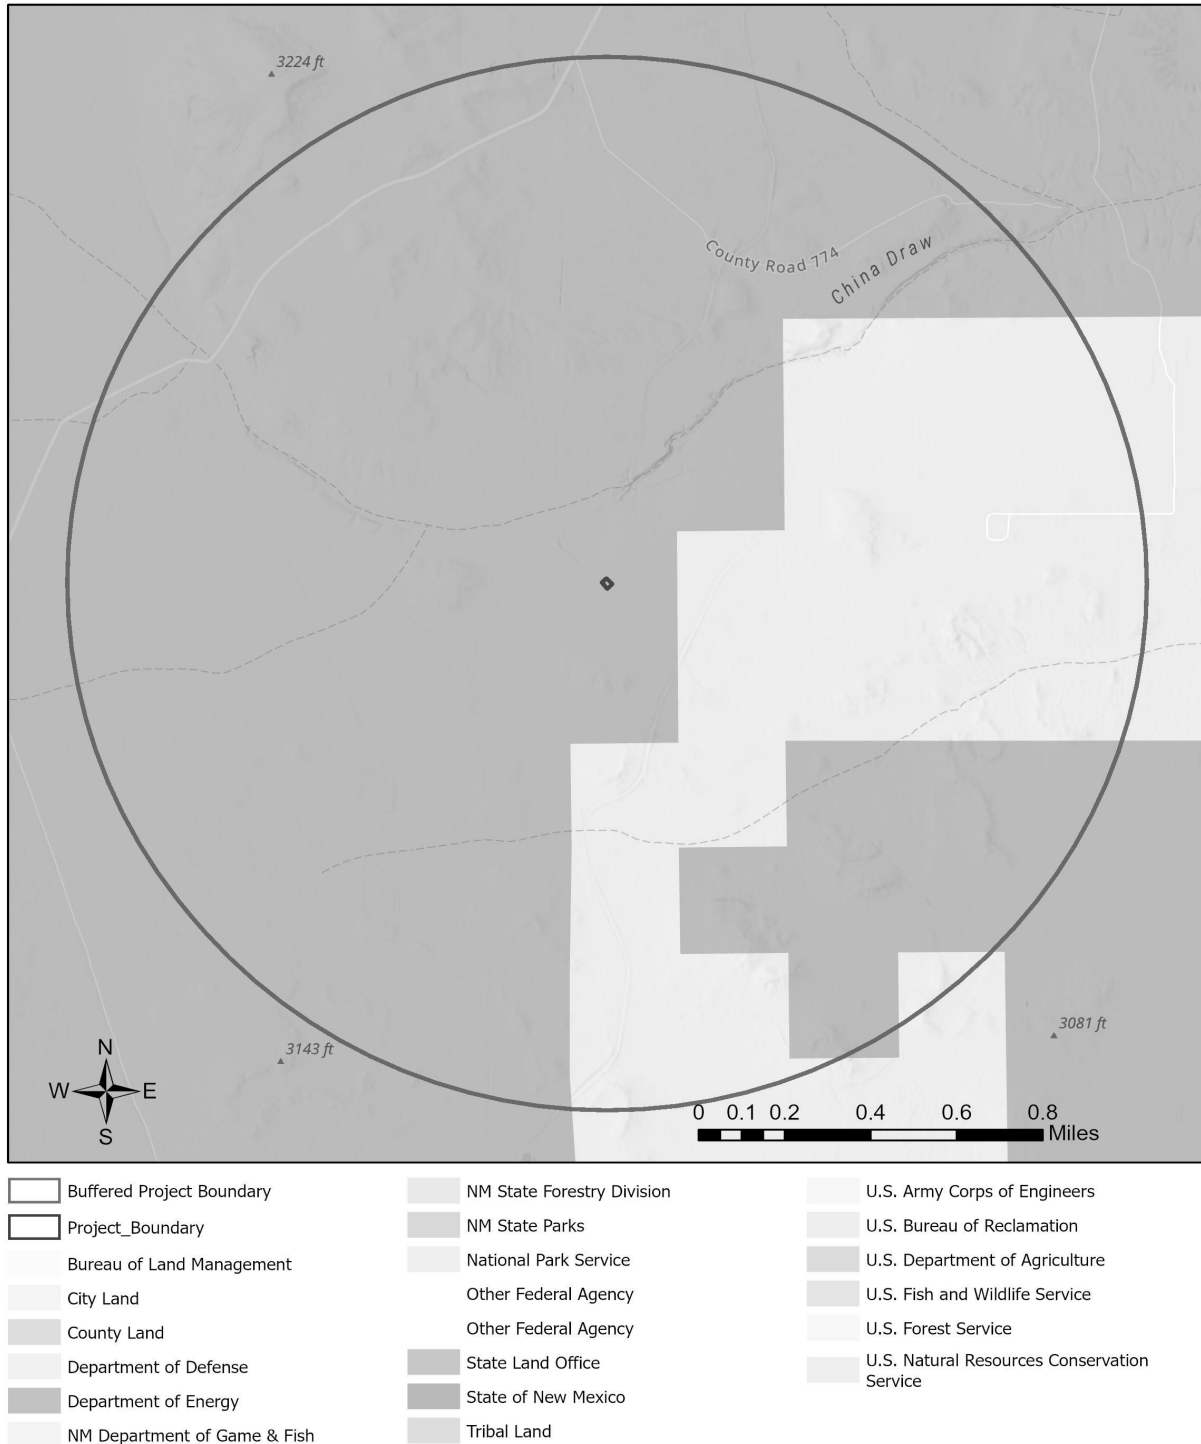 3224 ft
County Road 774
China Draw
3143 ft
3081 ft
N
W E
S
0 0.1 0.2 0.4 0.6 0.8
Miles
Buffered Project Boundary
Project_Boundary
Bureau of Land Management
City Land
County Land
Department of Defense
Department of Energy
NM Department of Game & Fish
NM State Forestry Division
NM State Parks
National Park Service
Other Federal Agency
Other Federal Agency
State Land Office
State of New Mexico
Tribal Land
U.S. Army Corps of Engineers
U.S. Bureau of Reclamation
U.S. Department of Agriculture
U.S. Fish and Wildlife Service
U.S. Forest Service
U.S. Natural Resources Conservation
Service